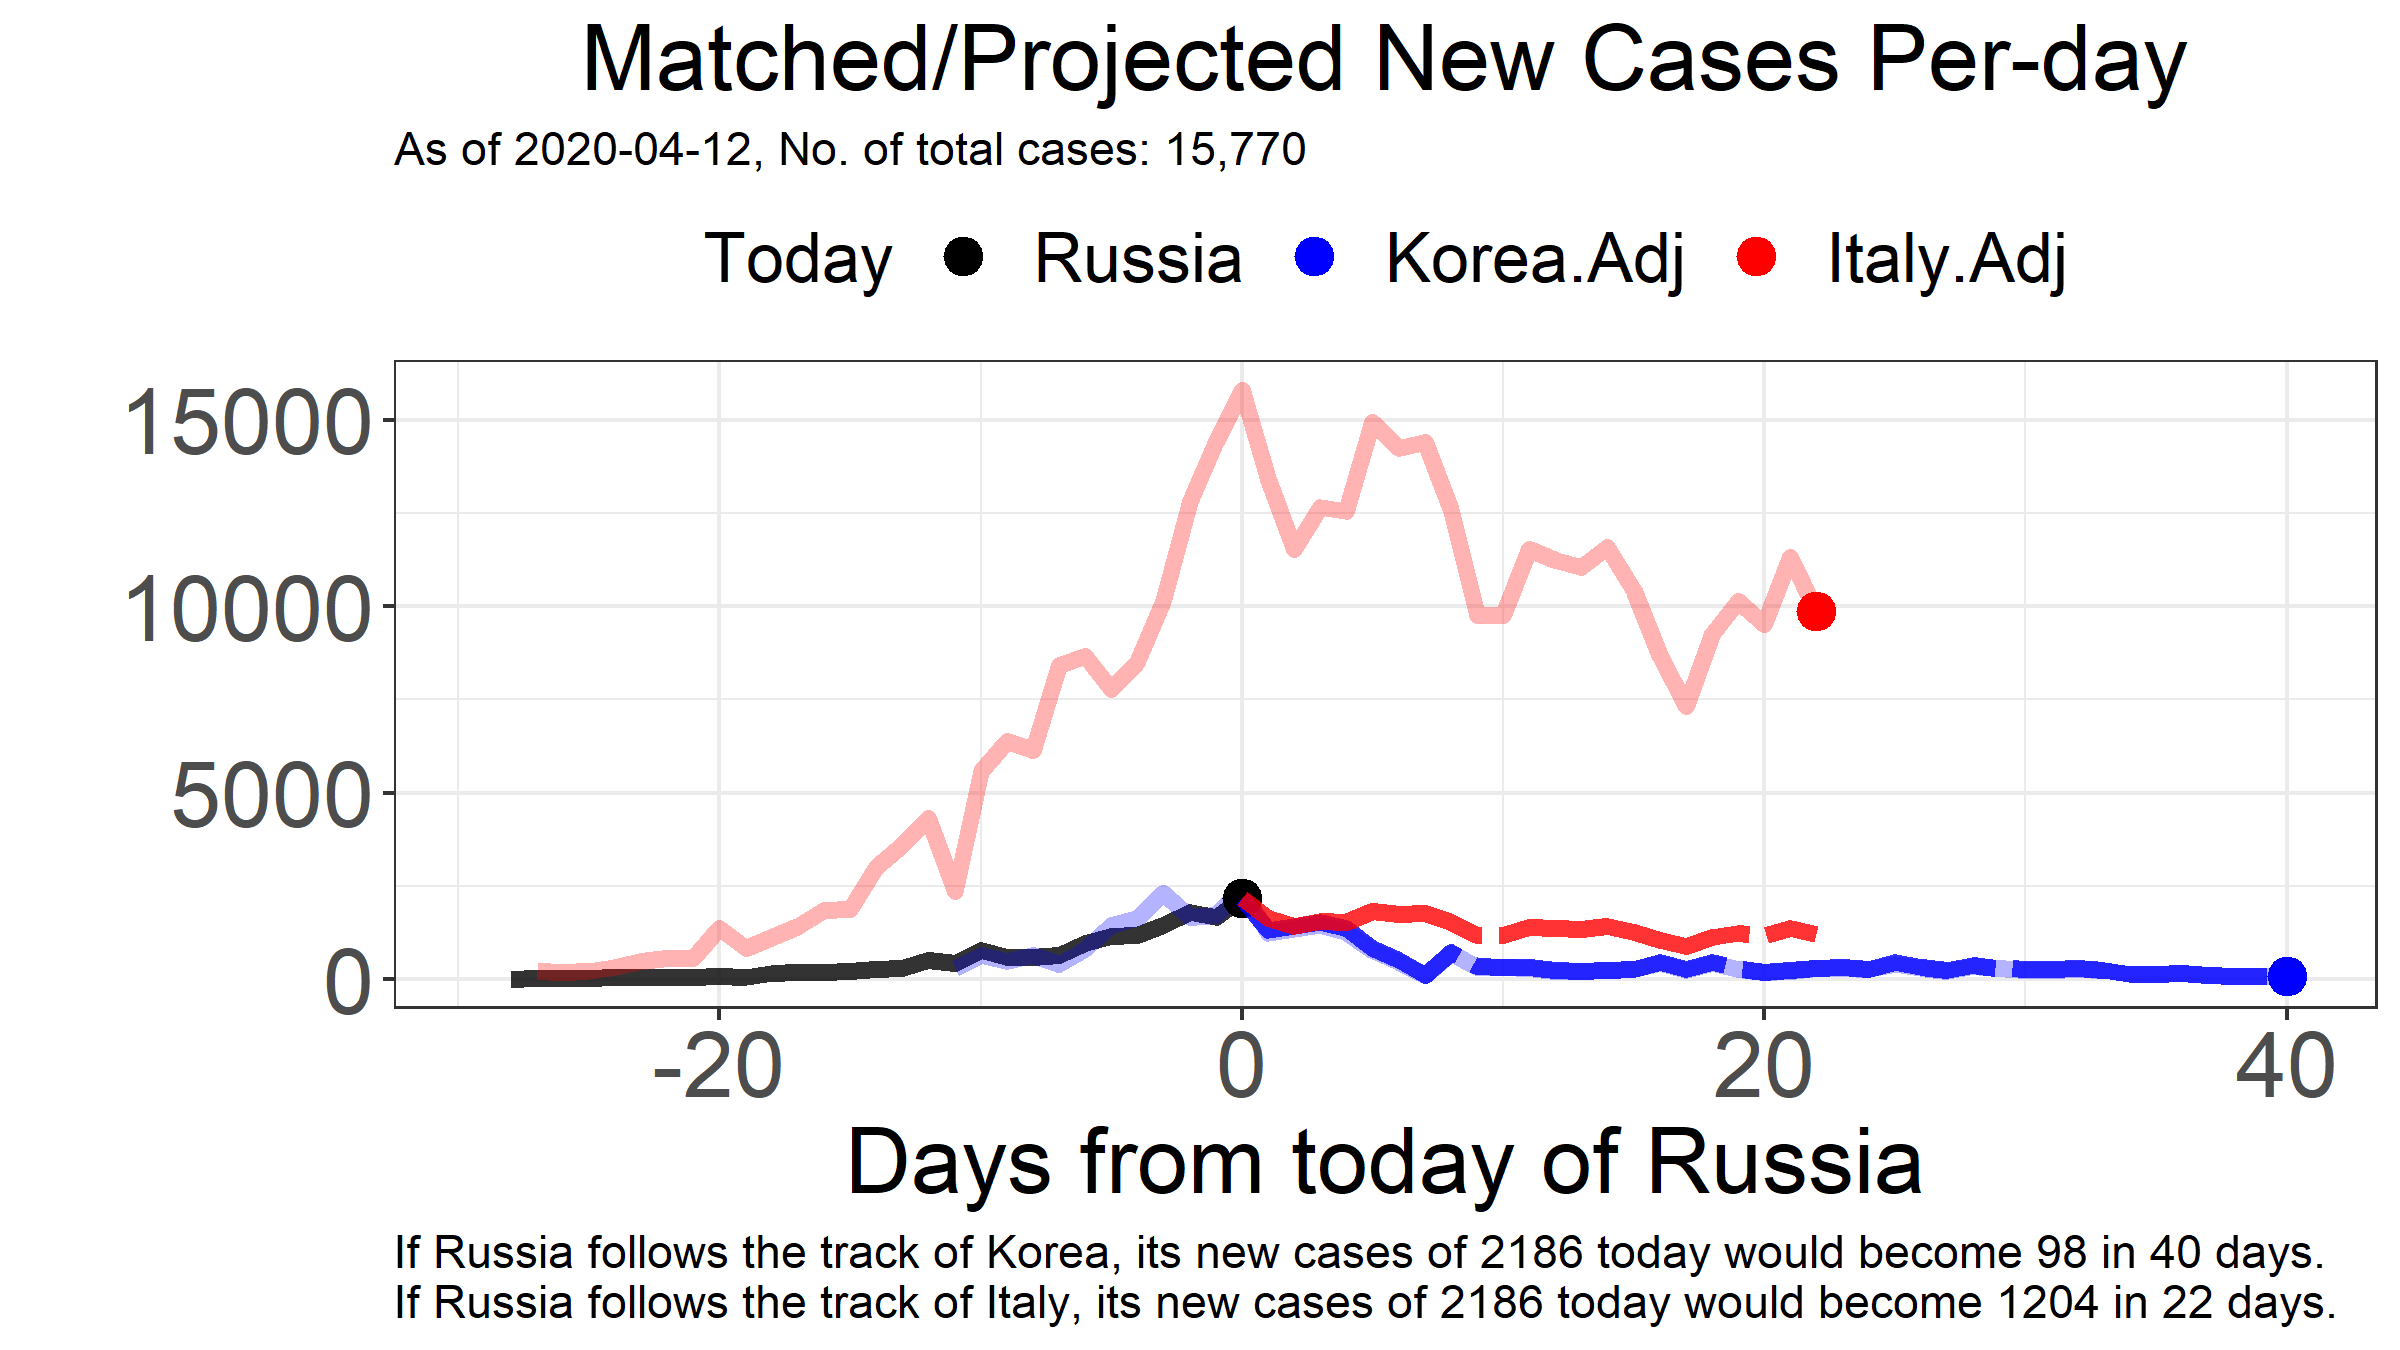 Matched/Projected New Cases Per-day
As of 2020-04-12, No. of total cases: 15,770
Today Russia Korea.Adj Italy.Adj
15000
10000
5000
0
-20 0 20 40
Days from today of Russia
If Russia follows the track of Korea, its new cases of 2186 today would become 98 in 40 days.
If Russia follows the track of Italy, its new cases of 2186 today would become 1204 in 22 days.